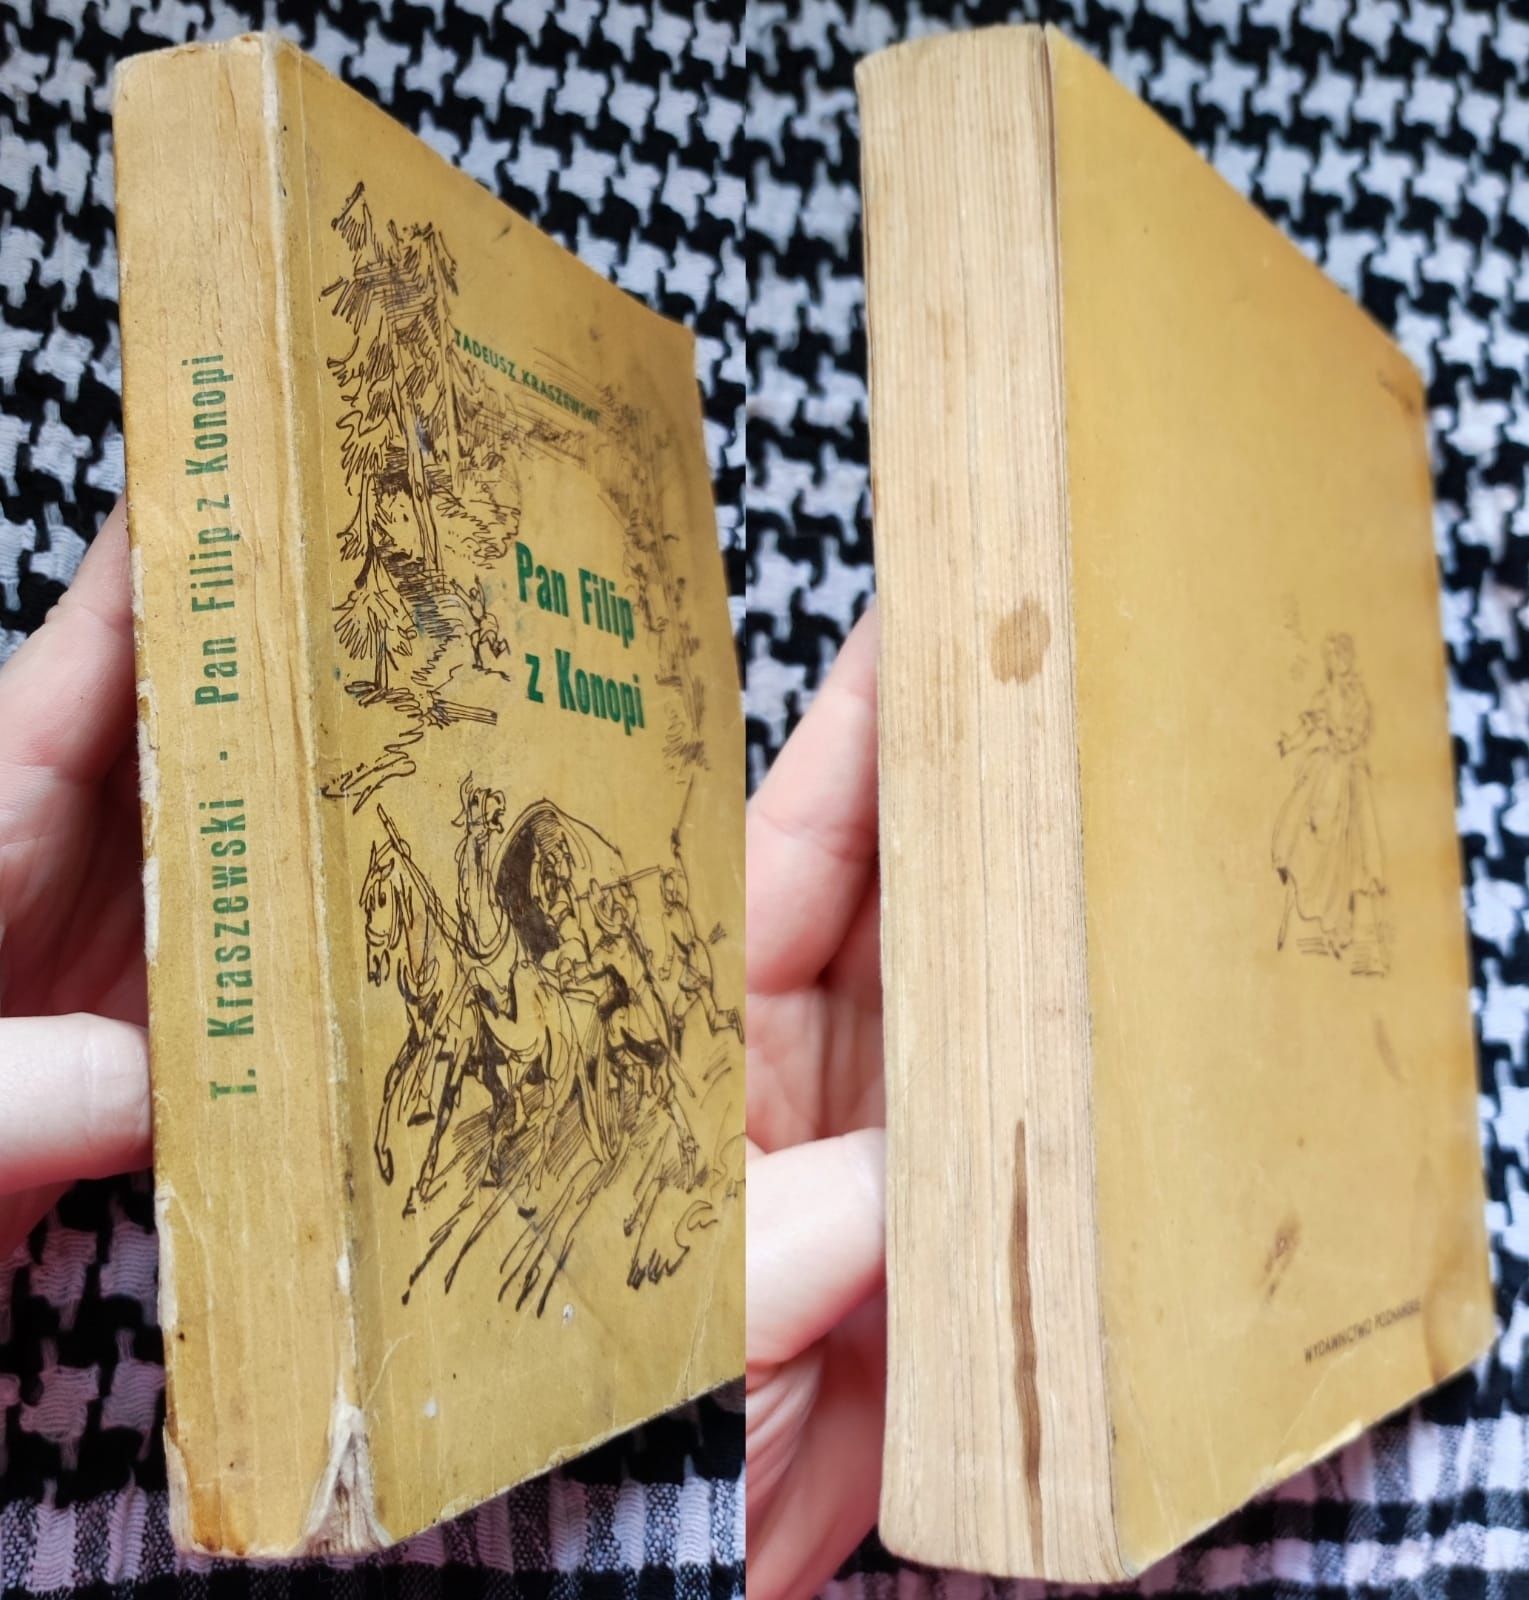 T. Kraszewski · Pan Filip z Konopi
TADEUSZ KRASZEWSKI
Pan Filip
z Konopi
WYDAWNICTWO POZNAŃSKIE